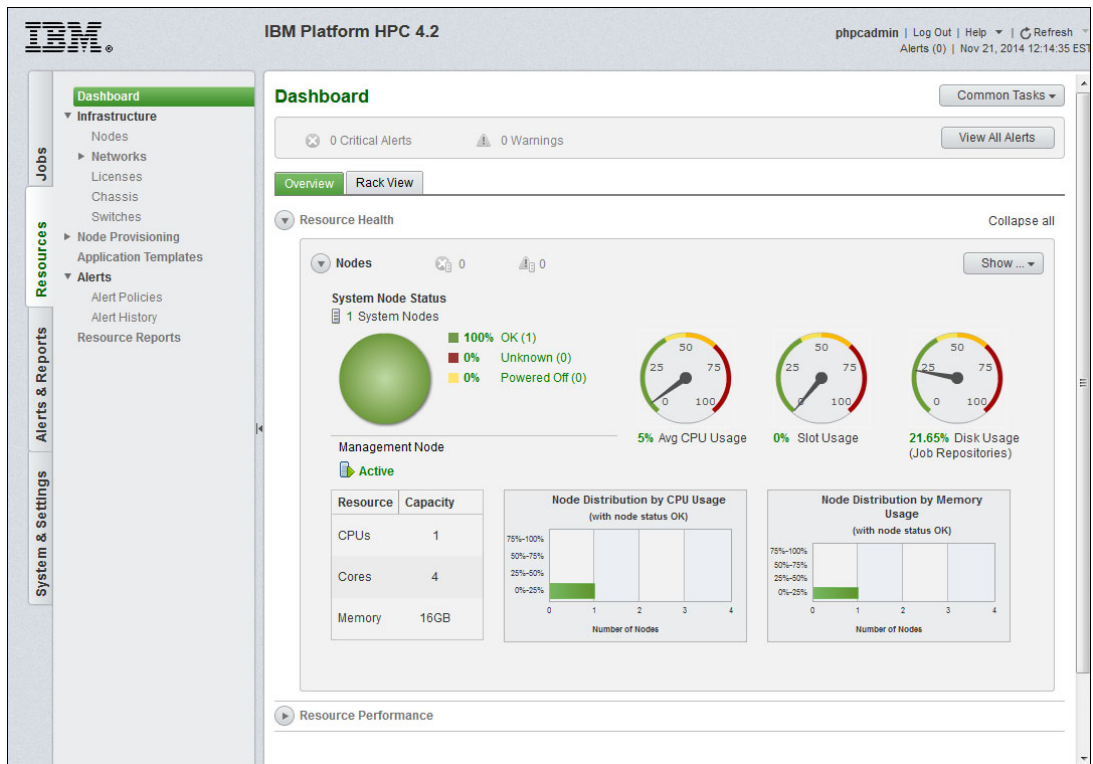 IBM
IBM Platform HPC 4.2
phpcadmin | Log Out | Help | Refresh
Alerts (0) | Nov 21, 2014 12:14:35 EST
Jobs
Resources
Alerts & Reports
System & Settings
Dashboard
Infrastructure
Nodes
Networks
Licenses
Chassis
Switches
Node Provisioning
Application Templates
Alerts
Alert Policies
Alert History
Resource Reports
Dashboard
Common Tasks
0 Critical Alerts
0 Warnings
View All Alerts
Overview
Rack View
Resource Health
Collapse all
Nodes
0
0
Show ...
System Node Status
1 System Nodes
100% OK (1)
0% Unknown (0)
0% Powered Off (0)
0 25 50 75 100
5% Avg CPU Usage
0 25 50 75 100
0% Slot Usage
0 25 50 75 100
21.65% Disk Usage
(Job Repositories)
Management Node
Active
Resource Capacity
CPUs 1
Cores 4
Memory 16GB
Node Distribution by CPU Usage
(with node status OK)
75%-100%
50%-75%
25%-50%
0%-25%
0 1 2 3 4
Number of Nodes
Node Distribution by Memory
Usage
(with node status OK)
75%-100%
50%-75%
25%-50%
0%-25%
0 1 2 3 4
Number of Nodes
Resource Performance